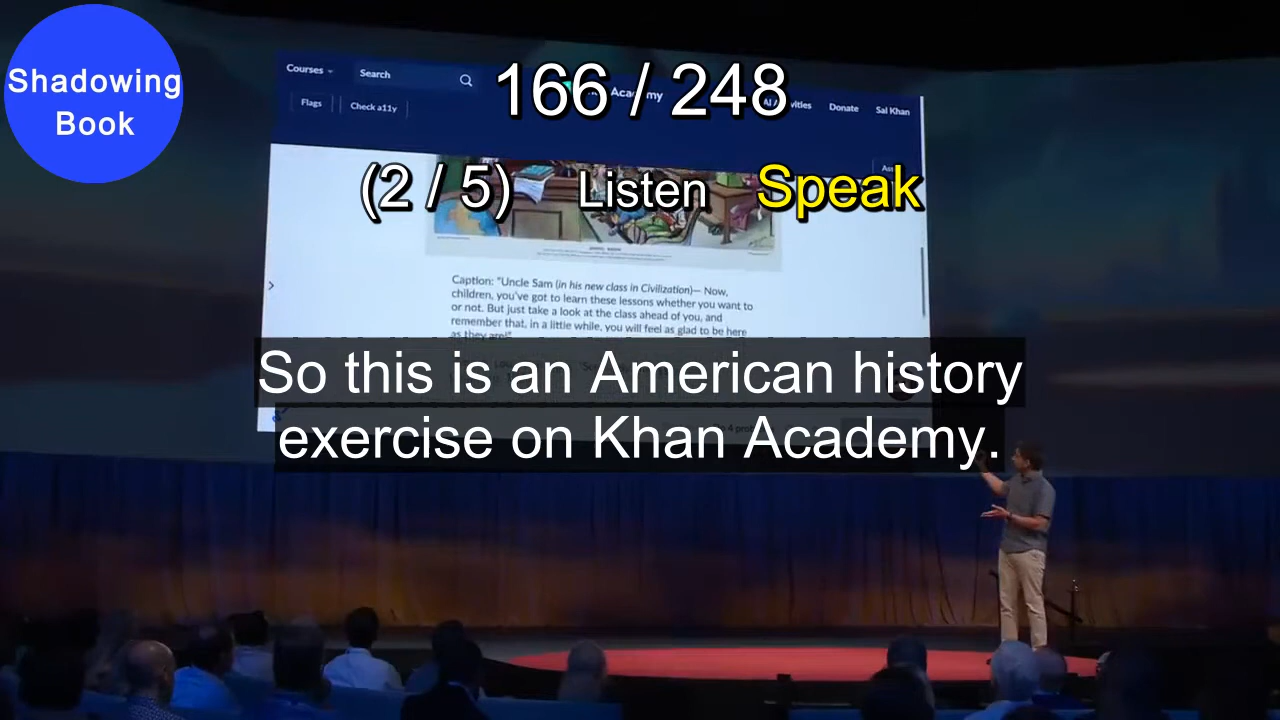 Shadowing
Book
166 / 248
(2 / 5) Listen Speak
Courses
Search
Donate
Sal Khan
Flags
Check a11y
Caption: "Uncle Sam (in his new class in Civilization)— Now,
children, you've got to learn these lessons whether you want to
or not. But just take a look at the class ahead of you, and
remember that, in a little while, you will feel as glad to be here
as they are!"
So this is an American history
exercise on Khan Academy.